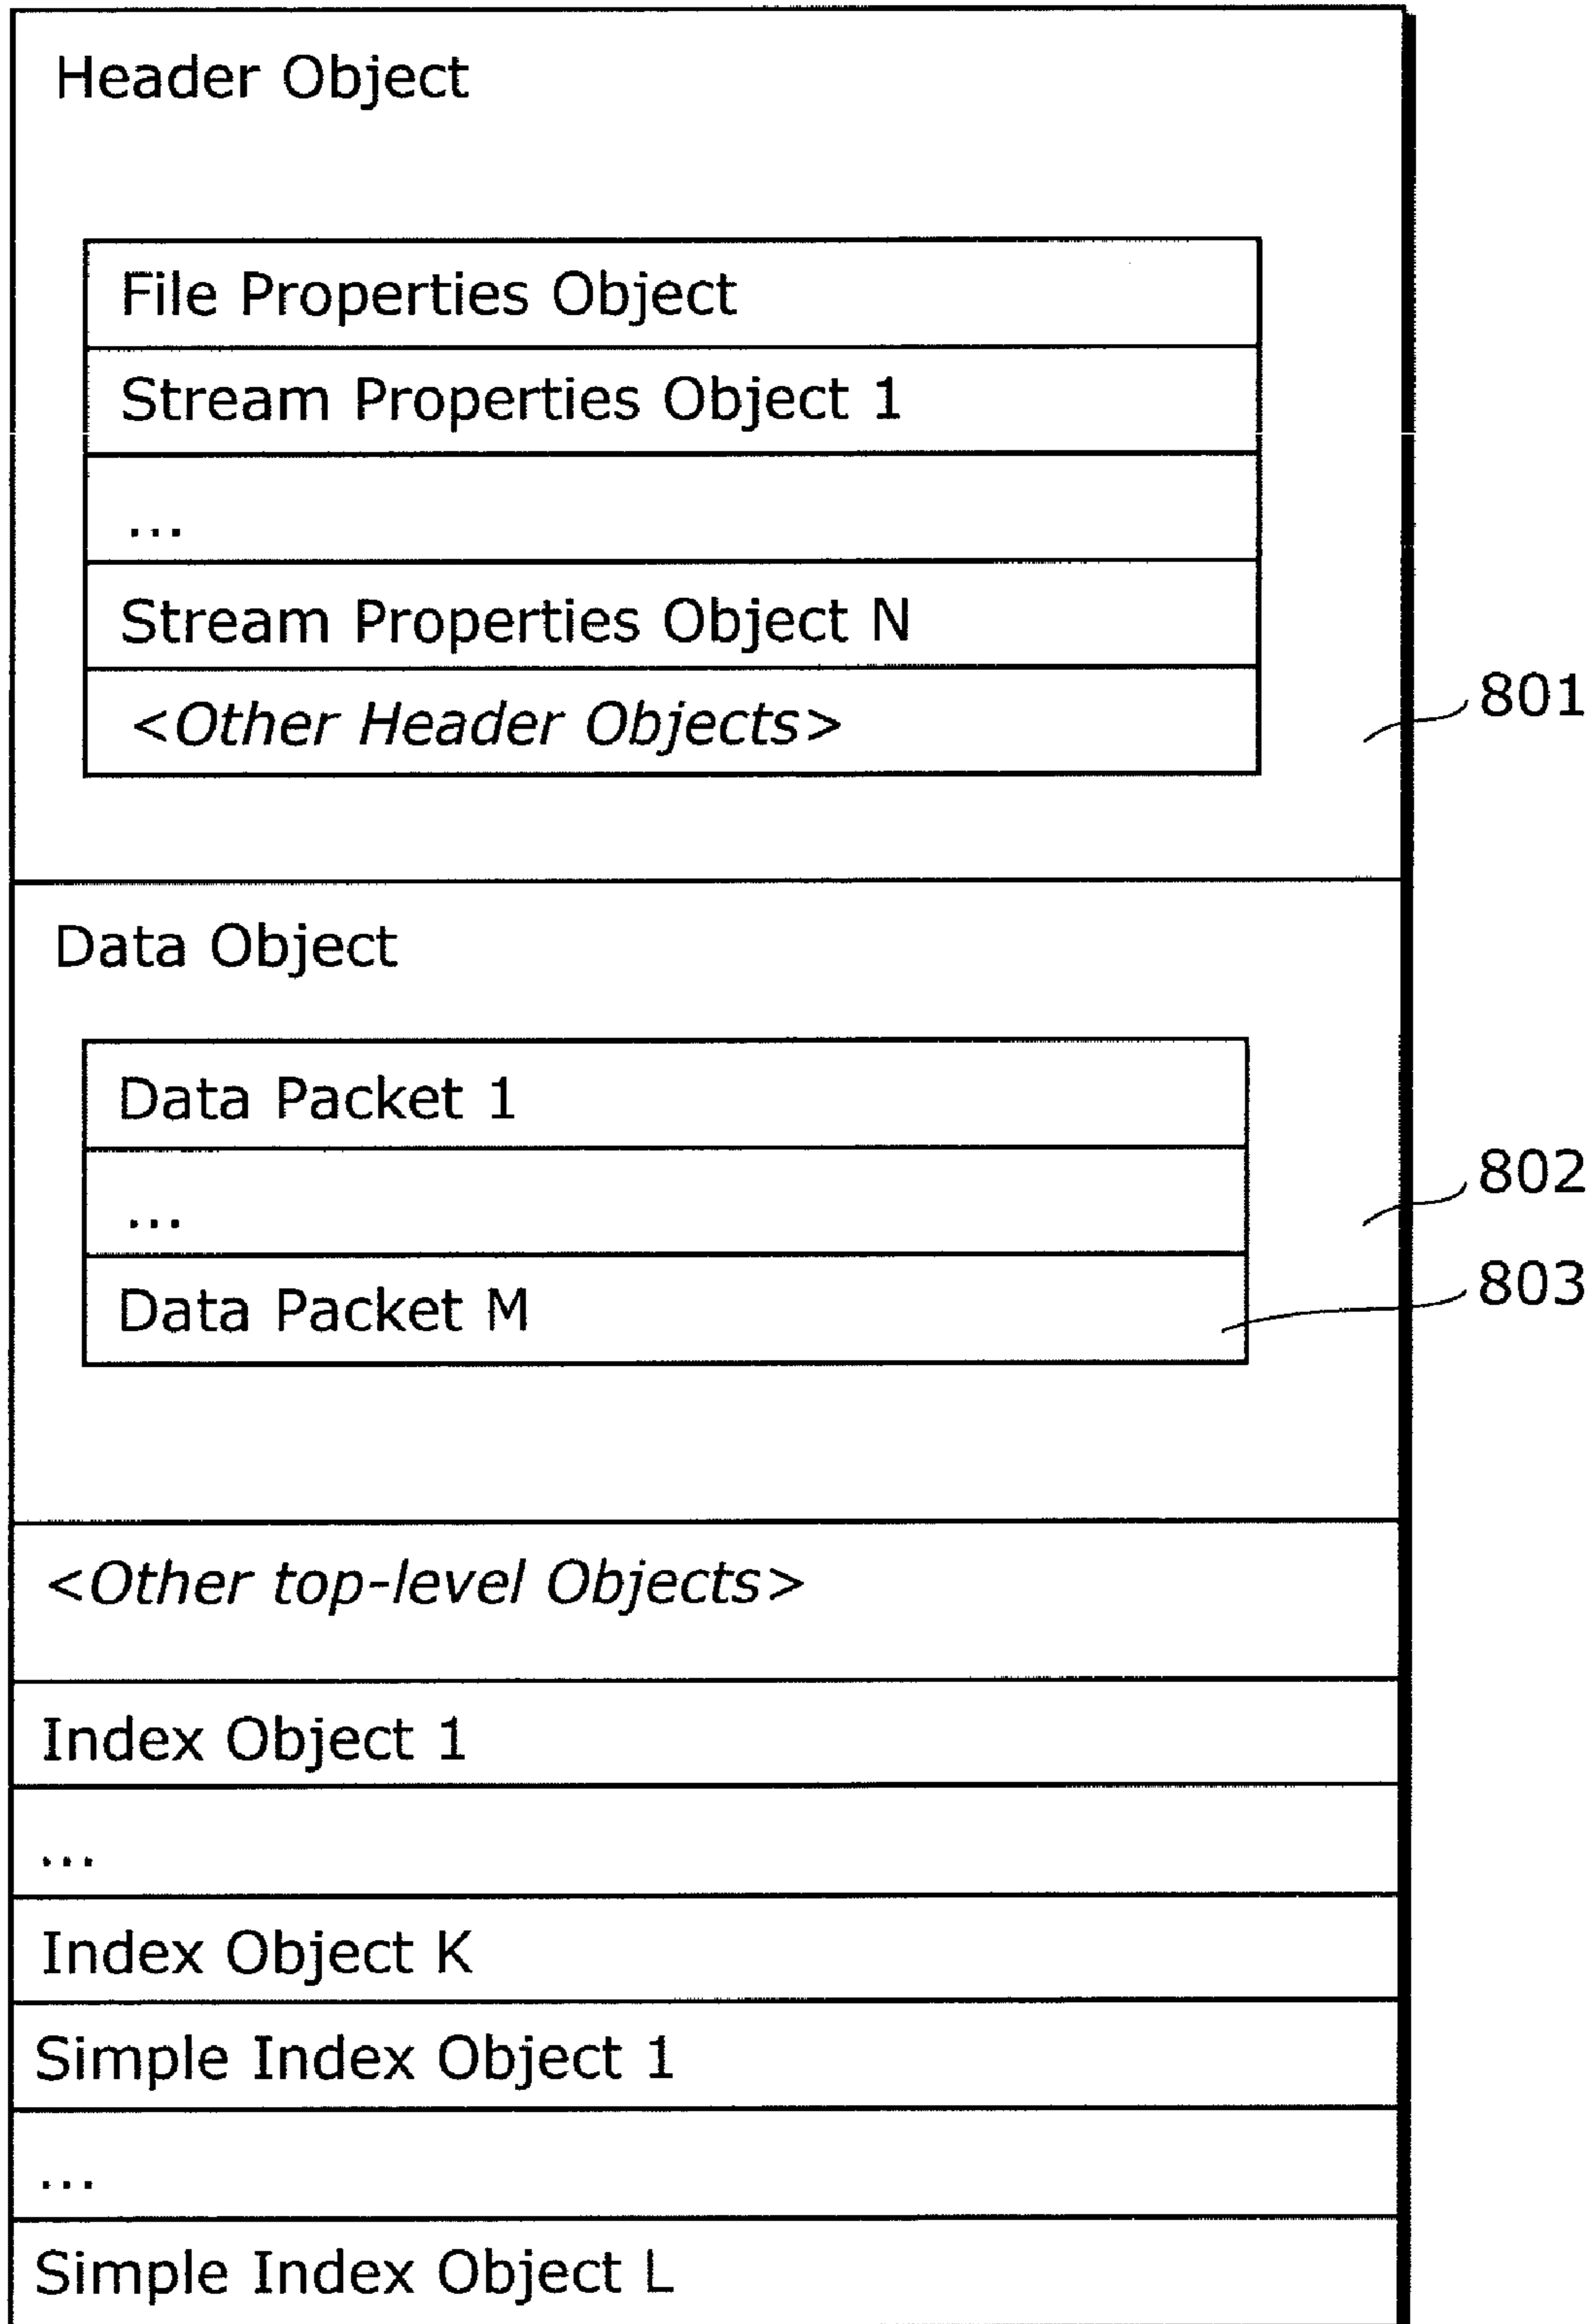 Header Object
File Properties Object
Stream Properties Object 1
...
Stream Properties Object N
<Other Header Objects>
801
Data Object
Data Packet 1
...
802
Data Packet M
803
<Other top-level Objects>
Index Object 1
...
Index Object K
Simple Index Object 1
...
Simple Index Object L